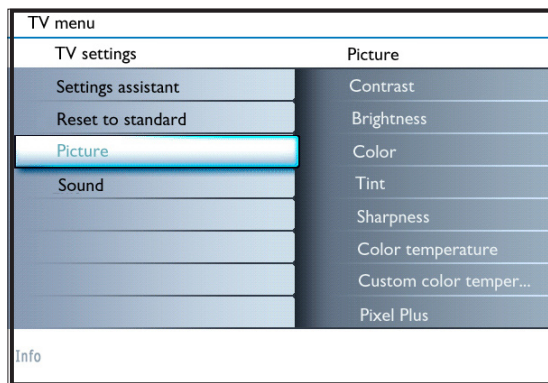 TV menu
TV settings
Settings assistant
Reset to standard
Picture
Sound
Picture
Contrast
Brightness
Color
Tint
Sharpness
Color temperature
Custom color temper...
Pixel Plus
Info